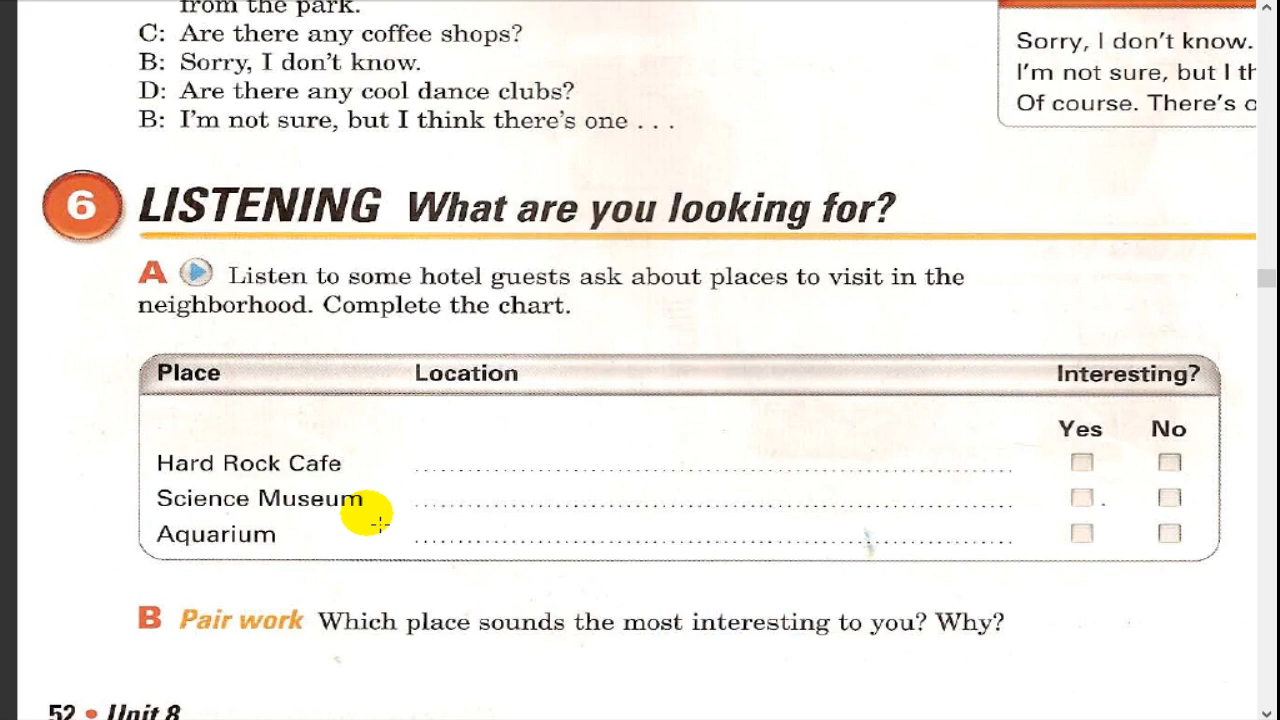 from the park.
C: Are there any coffee shops?
B: Sorry, I don't know.
D: Are there any cool dance clubs?
B: I'm not sure, but I think there's one . . .
Sorry, I don't know.
I'm not sure, but I th
Of course. There's o
6 LISTENING What are you looking for?
A Listen to some hotel guests ask about places to visit in the
neighborhood. Complete the chart.
Place Location Interesting?
Yes No
Hard Rock Cafe
Science Museum
Aquarium
B Pair work Which place sounds the most interesting to you? Why?
52 • Unit 8